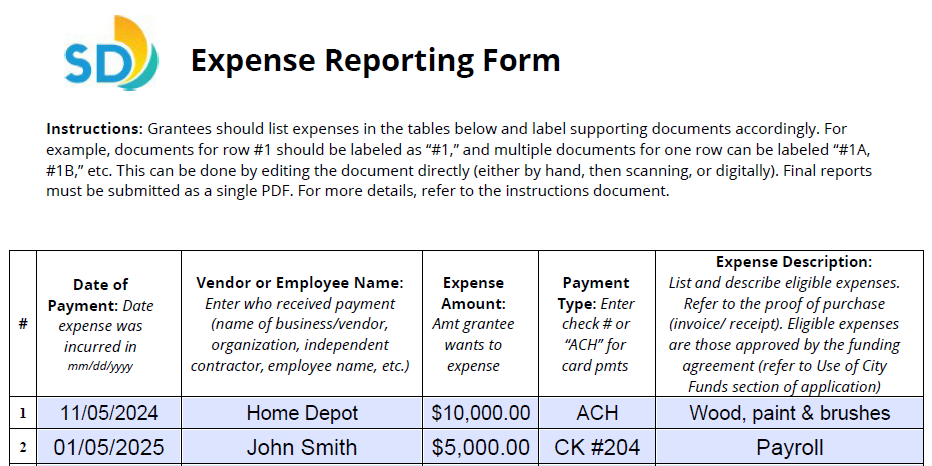 SD
Expense Reporting Form
Instructions: Grantees should list expenses in the tables below and label supporting documents accordingly. For
example, documents for row #1 should be labeled as “#1,” and multiple documents for one row can be labeled “#1A,
#1B,” etc. This can be done by editing the document directly (either by hand, then scanning, or digitally). Final reports
must be submitted as a single PDF. For more details, refer to the instructions document.
#
Date of
Payment: Date
expense was
incurred in
mm/dd/yyyy
Vendor or Employee Name:
Enter who received payment
(name of business/vendor,
organization, independent
contractor, employee name, etc.)
Expense
Amount:
Amt grantee
wants to
expense
Payment
Type: Enter
check # or
“ACH” for
card pmts
Expense Description:
List and describe eligible expenses.
Refer to the proof of purchase
(invoice/ receipt). Eligible expenses
are those approved by the funding
agreement (refer to Use of City
Funds section of application)
1 11/05/2024 Home Depot $10,000.00 ACH Wood, paint & brushes
2 01/05/2025 John Smith $5,000.00 CK #204 Payroll